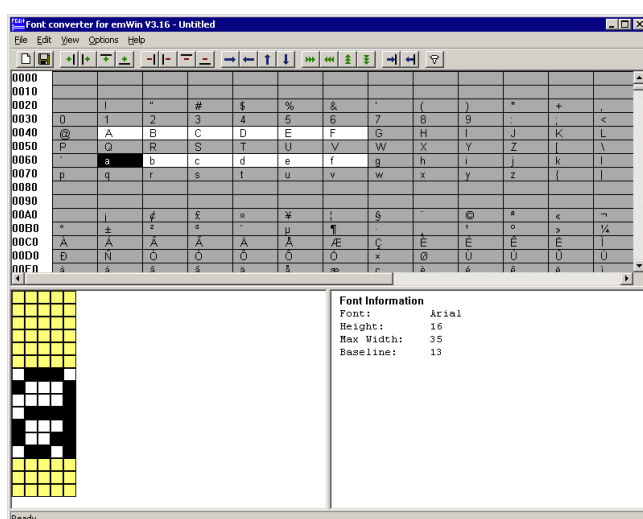 Font converter for emWin V3.16 - Untitled
File Edit View Options Help
0000
0010
0020 ! " # $ % & ' ( ) * + ,
0030 0 1 2 3 4 5 6 7 8 9 : ; <
0040 @ A B C D E F G H I J K L
0050 P Q R S T U V W X Y Z [ \
0060 ` a b c d e f g h i j k l
0070 p q r s t u v w x y z { |
0080
0090
00A0 ¡ ¢ £ ¤ ¥ ¦ § ¨ © ª « ¬
00B0 ° ± ² ³ ´ µ ¶ · ¸ ¹ º » ¼
00C0 À Á Â Ã Ä Å Æ Ç È É Ê Ë Ì
00D0 Ð Ñ Ò Ó Ô Õ Ö × Ø Ù Ú Û Ü
00E0 à á â ã ä å æ ç è é ê ë ì
Font Information
Font: Arial
Height: 16
Max Width: 35
Baseline: 13
Ready